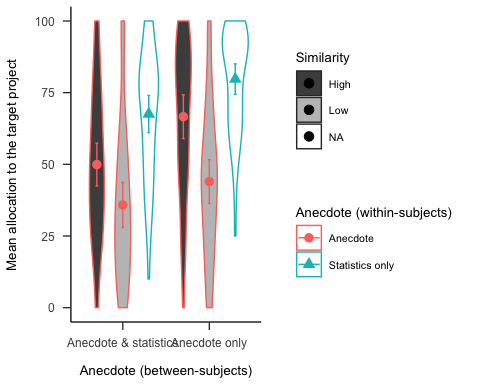 Mean allocation to the target project
100
75
50
25
0
Anecdote & statistics
Anecdote only
Anecdote (between-subjects)
Similarity
High
Low
NA
Anecdote (within-subjects)
Anecdote
Statistics only